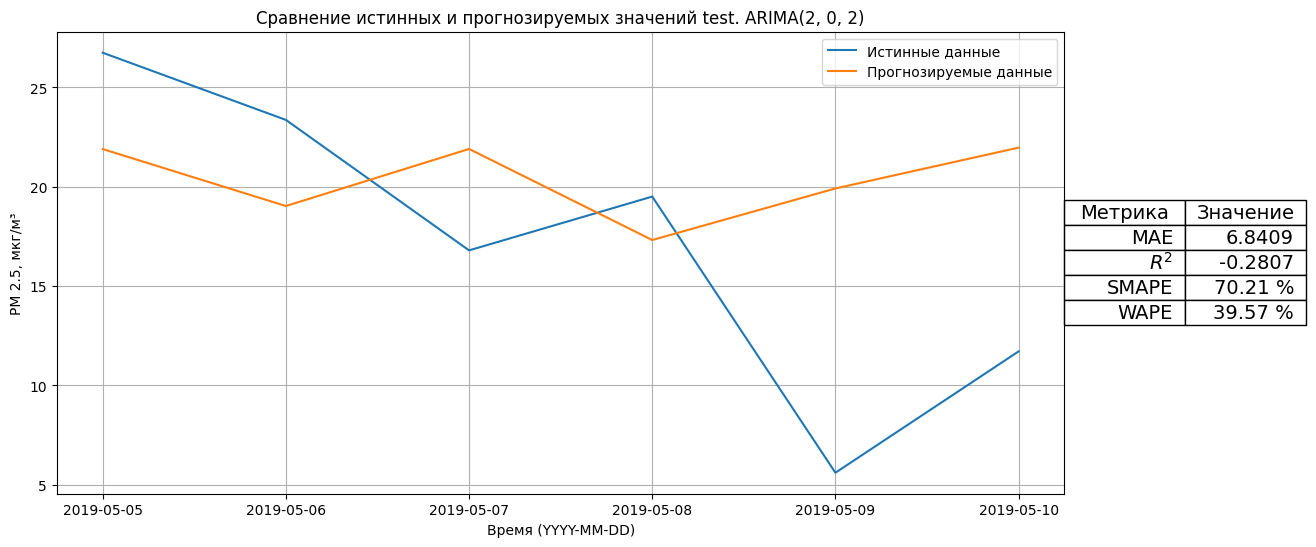 Сравнение истинных и прогнозируемых значений test. ARIMA(2, 0, 2)
Истинные данные
Прогнозируемые данные
25
20
15
10
5
PM 2.5, мкг/м³
2019-05-05 2019-05-06 2019-05-07 2019-05-08 2019-05-09 2019-05-10
Время (YYYY-MM-DD)
Метрика Значение
MAE 6.8409
R² -0.2807
SMAPE 70.21 %
WAPE 39.57 %